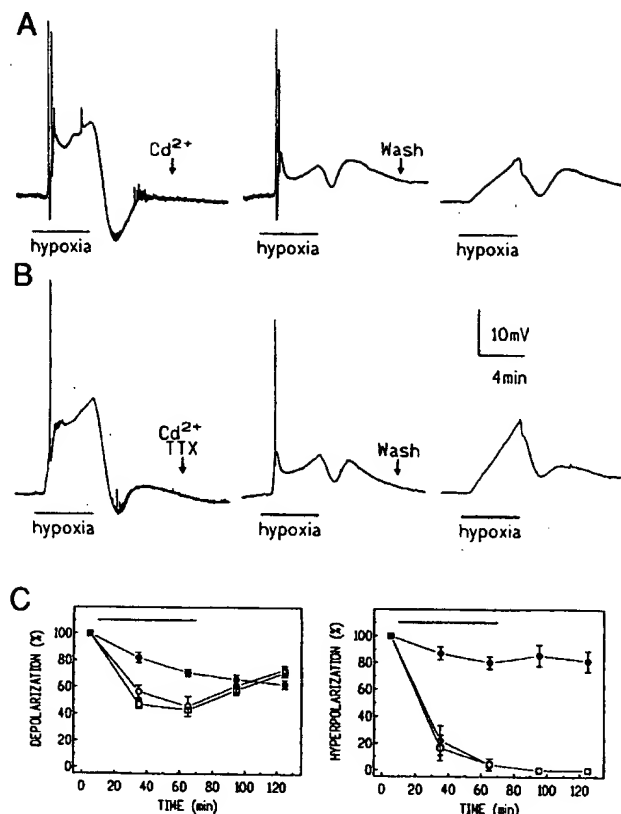 A
Cd2+
Wash
hypoxia
hypoxia
hypoxia
B
10mV
4min
Cd2+
TTX
Wash
hypoxia
hypoxia
hypoxia
C
DEPOLARIZATION (%)
100
80
60
40
20
0
0 20 40 60 80 100 120
TIME (min)
HYPERPOLARIZATION (%)
100
80
60
40
20
0
0 20 40 60 80 100 120
TIME (min)